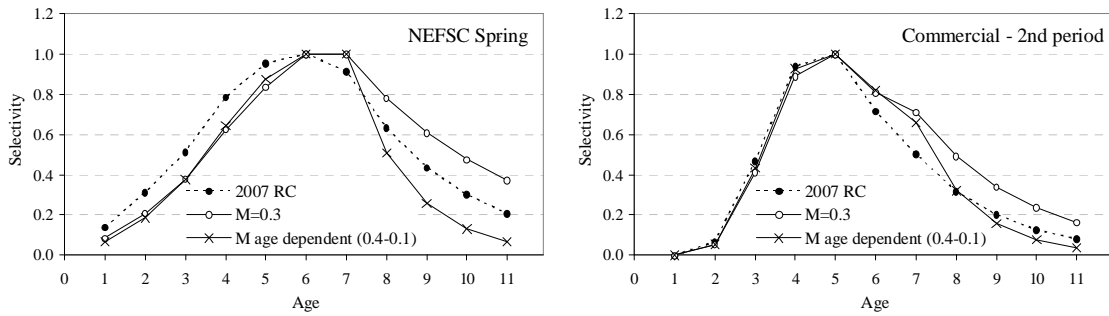 NEFSC Spring
1.2
1.0
0.8
0.6
0.4
0.2
0.0
Selectivity
2007 RC
M=0.3
M age dependent (0.4-0.1)
0 1 2 3 4 5 6 7 8 9 10 11
Age
Commercial - 2nd period
1.2
1.0
0.8
0.6
0.4
0.2
0.0
Selectivity
2007 RC
M=0.3
M age dependent (0.4-0.1)
0 1 2 3 4 5 6 7 8 9 10 11
Age